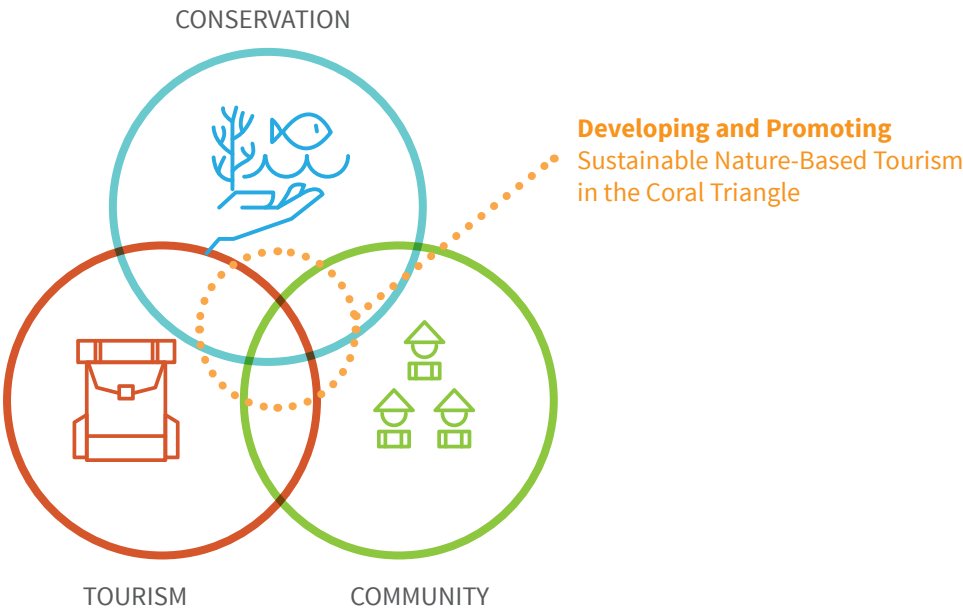 CONSERVATION
Developing and Promoting
Sustainable Nature-Based Tourism
in the Coral Triangle
TOURISM
COMMUNITY